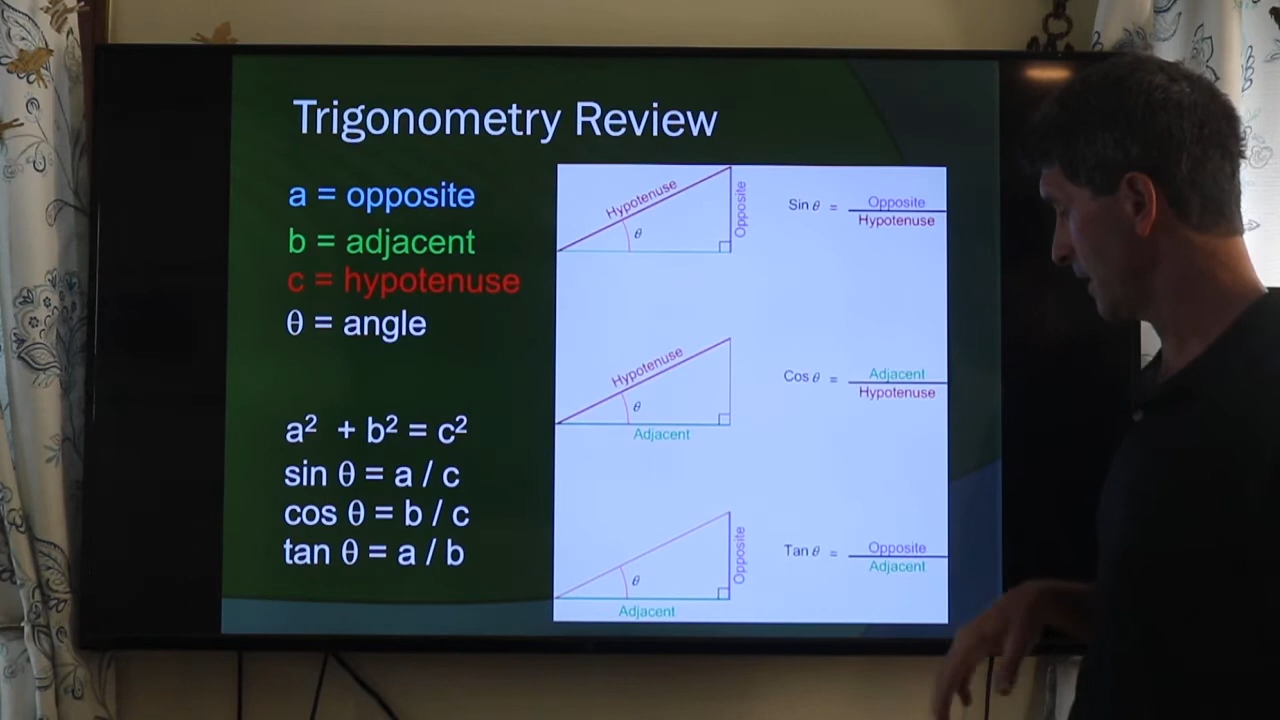 Trigonometry Review
a = opposite
b = adjacent
c = hypotenuse
θ = angle
a² + b² = c²
sin θ = a / c
cos θ = b / c
tan θ = a / b
Hypotenuse
θ
Opposite
Sin θ = Opposite
Hypotenuse
Hypotenuse
θ
Adjacent
Cos θ = Adjacent
Hypotenuse
θ
Opposite
Adjacent
Tan θ = Opposite
Adjacent